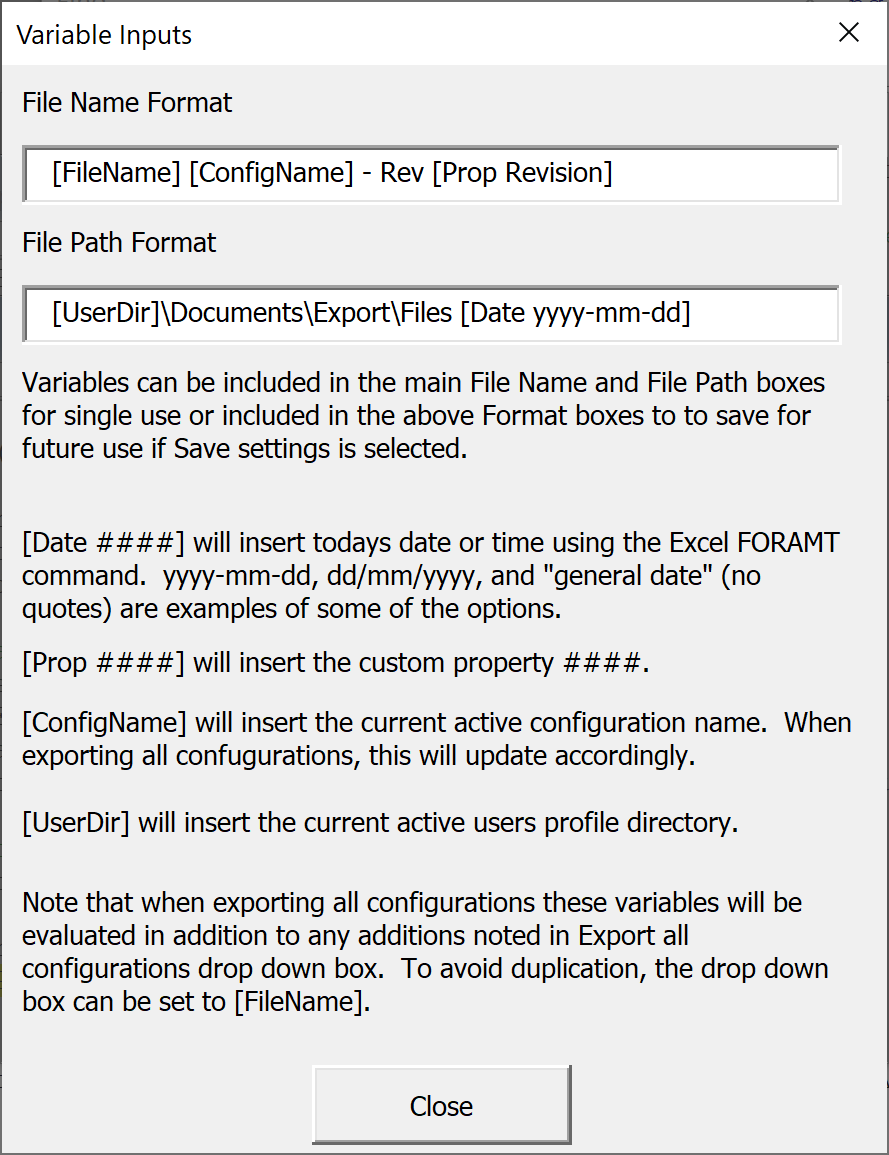 Variable Inputs
File Name Format
[FileName] [ConfigName] - Rev [Prop Revision]
File Path Format
[UserDir]\Documents\Export\Files [Date yyyy-mm-dd]
Variables can be included in the main File Name and File Path boxes
for single use or included in the above Format boxes to to save for
future use if Save settings is selected.
[Date ####] will insert todays date or time using the Excel FORAMT
command.  yyyy-mm-dd, dd/mm/yyyy, and "general date" (no
quotes) are examples of some of the options.
[Prop ####] will insert the custom property ####.
[ConfigName] will insert the current active configuration name.  When
exporting all confugurations, this will update accordingly.
[UserDir] will insert the current active users profile directory.
Note that when exporting all configurations these variables will be
evaluated in addition to any additions noted in Export all
configurations drop down box.  To avoid duplication, the drop down
box can be set to [FileName].
Close